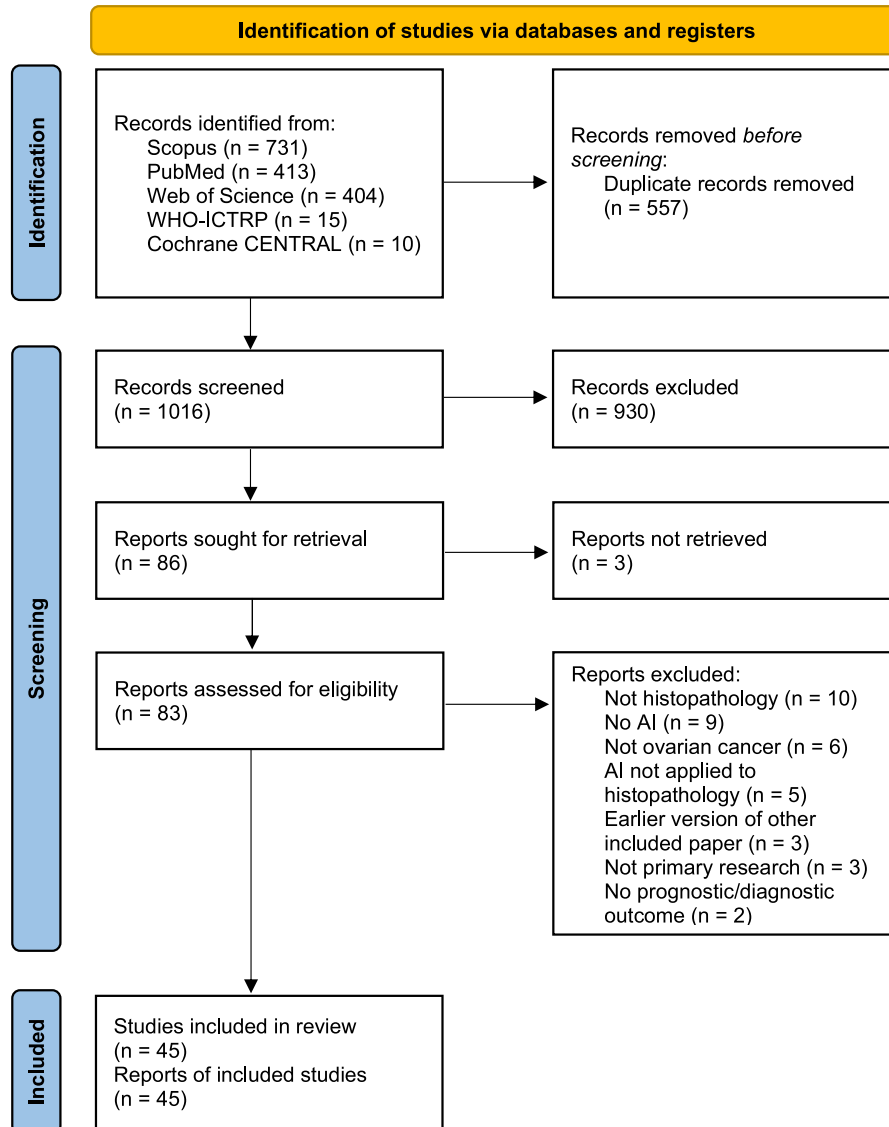 Identification of studies via databases and registers
Identification
Records identified from:
Scopus (n = 731)
PubMed (n = 413)
Web of Science (n = 404)
WHO-ICTRP (n = 15)
Cochrane CENTRAL (n = 10)
Records removed before
screening:
Duplicate records removed
(n = 557)
Screening
Records screened
(n = 1016)
Records excluded
(n = 930)
Reports sought for retrieval
(n = 86)
Reports not retrieved
(n = 3)
Reports assessed for eligibility
(n = 83)
Reports excluded:
Not histopathology (n = 10)
No AI (n = 9)
Not ovarian cancer (n = 6)
AI not applied to
histopathology (n = 5)
Earlier version of other
included paper (n = 3)
Not primary research (n = 3)
No prognostic/diagnostic
outcome (n = 2)
Included
Studies included in review
(n = 45)
Reports of included studies
(n = 45)